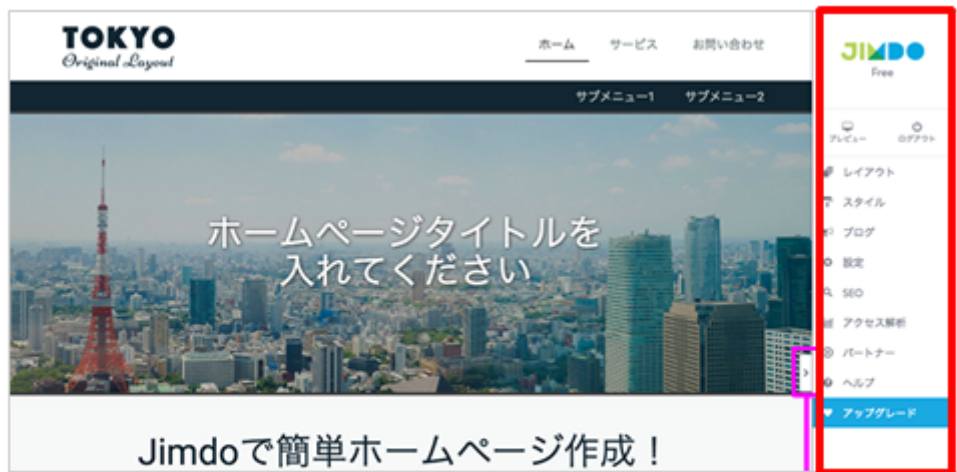 TOKYO
Original Layout
ホーム
サービス
お問い合わせ
サブメニュー1
サブメニュー2
ホームページタイトルを
入れてください
Jimdoで簡単ホームページ作成！
JIMDO
Free
プレビュー
ログアウト
レイアウト
スタイル
ブログ
設定
SEO
アクセス解析
パートナー
ヘルプ
アップグレード